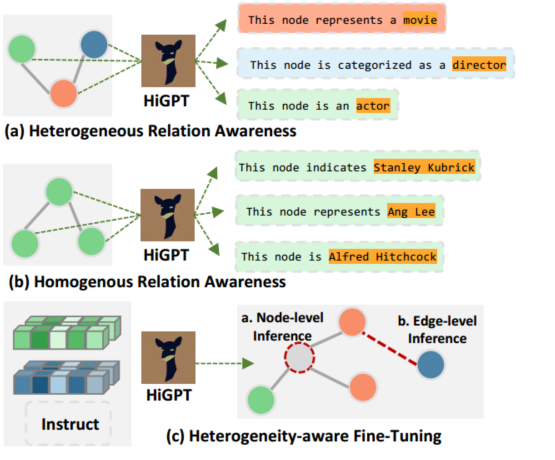 This node represents a movie
This node is categorized as a director
This node is an actor
HiGPT
(a) Heterogeneous Relation Awareness
This node indicates Stanley Kubrick
This node represents Ang Lee
This node is Alfred Hitchcock
HiGPT
(b) Homogenous Relation Awareness
a. Node-level
Inference
b. Edge-level
Inference
HiGPT
Instruct
(c) Heterogeneity-aware Fine-Tuning